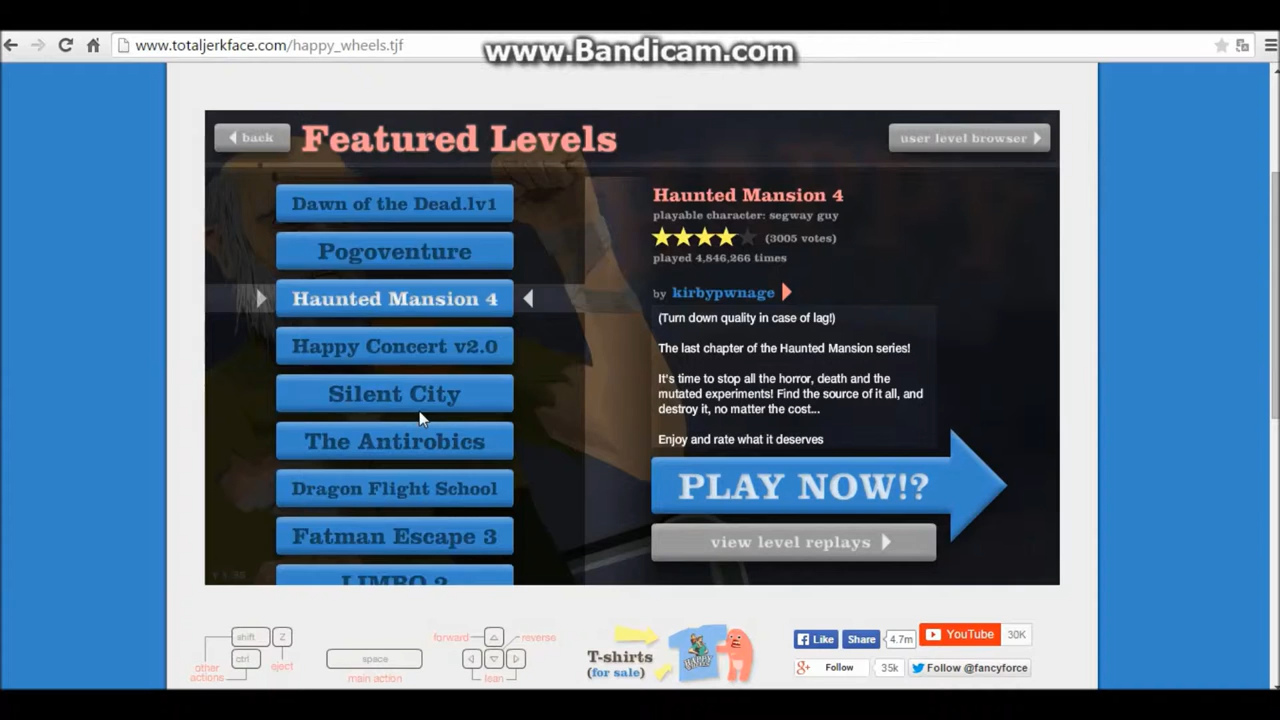 www.totaljerkface.com/happy_wheels.tjf
www.Bandicam.com
back
Featured Levels
user level browser
Dawn of the Dead.lv1
Pogoventure
Haunted Mansion 4
Happy Concert v2.0
Silent City
The Antirobics
Dragon Flight School
Fatman Escape 3
LIMBO 2
Haunted Mansion 4
playable character: segway guy
(3005 votes)
played 4,846,266 times
by kirbypwnage
(Turn down quality in case of lag!)
The last chapter of the Haunted Mansion series!
It's time to stop all the horror, death and the
mutated experiments! Find the source of it all, and
destroy it, no matter the cost...
Enjoy and rate what it deserves
PLAY NOW!?
view level replays
shift Z
ctrl
other
actions
eject
space
main action
forward
reverse
lean
T-shirts
(for sale)
Like Share 4.7m YouTube 30K
Follow 35k Follow @fancyforce